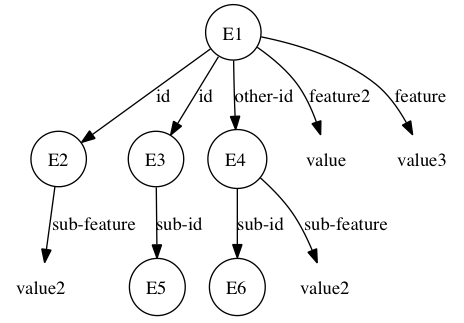 E1
id id other-id feature2 feature
E2 E3 E4 value value3
sub-feature sub-id sub-id sub-feature
value2 E5 E6 value2